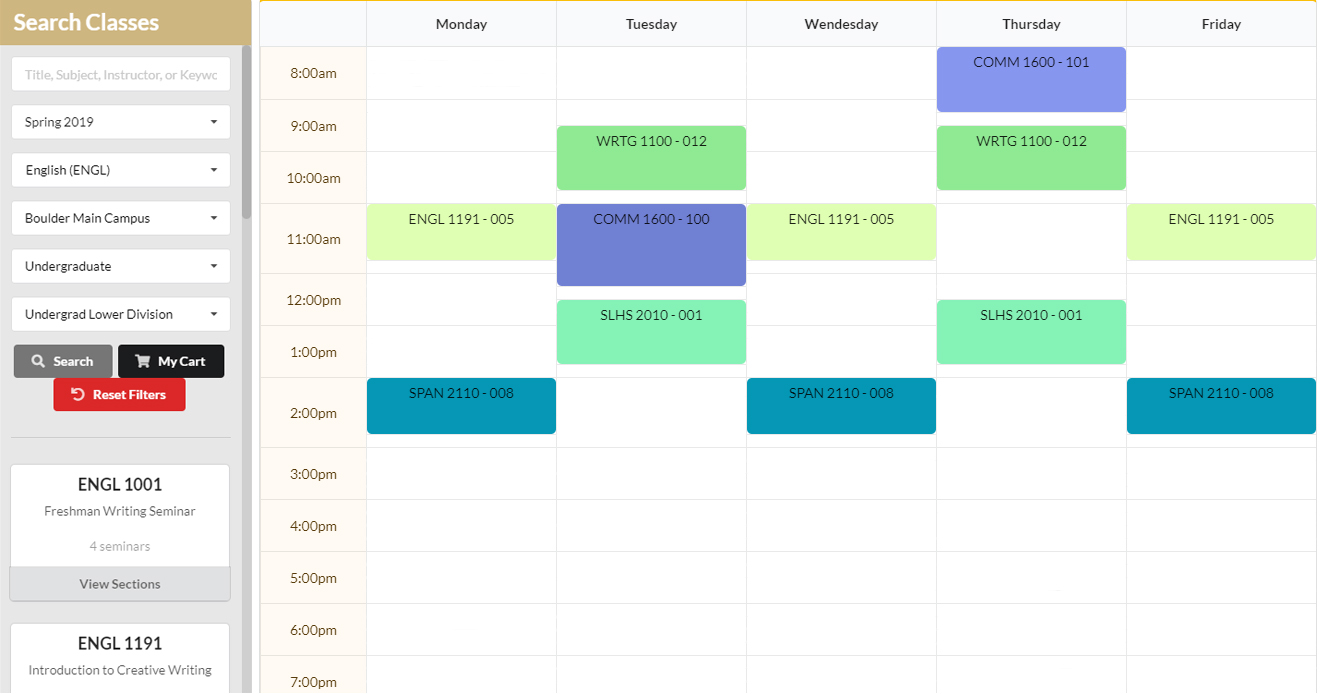 Search Classes
Title, Subject, Instructor, or Keywo
Spring 2019
English (ENGL)
Boulder Main Campus
Undergraduate
Undergrad Lower Division
Search
My Cart
Reset Filters
ENGL 1001
Freshman Writing Seminar
4 seminars
View Sections
ENGL 1191
Introduction to Creative Writing
Monday Tuesday Wendesday Thursday Friday
8:00am
COMM 1600 - 101
9:00am
WRTG 1100 - 012 WRTG 1100 - 012
10:00am
ENGL 1191 - 005 COMM 1600 - 100 ENGL 1191 - 005 ENGL 1191 - 005
11:00am
12:00pm
SLHS 2010 - 001 SLHS 2010 - 001
1:00pm
SPAN 2110 - 008 SPAN 2110 - 008 SPAN 2110 - 008
2:00pm
3:00pm
4:00pm
5:00pm
6:00pm
7:00pm